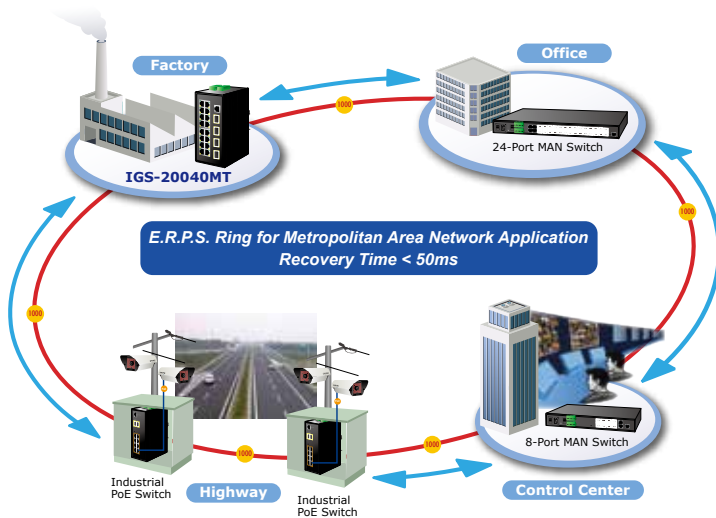 Factory
Office
1000
24-Port MAN Switch
IGS-20040MT
1000
E.R.P.S. Ring for Metropolitan Area Network Application
Recovery Time < 50ms
1000
8-Port MAN Switch
1000
1000
Industrial
PoE Switch
Highway
Industrial
PoE Switch
Control Center